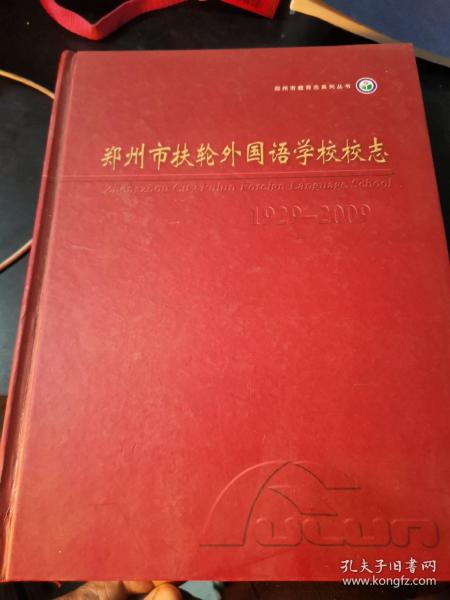 郑州市教育志系列丛书
郑州市扶轮外国语学校校志
Zhengzhou City Fulun Foreign Language School
1929-2009
Fulun
孔夫子旧书网
www.kongfz.com